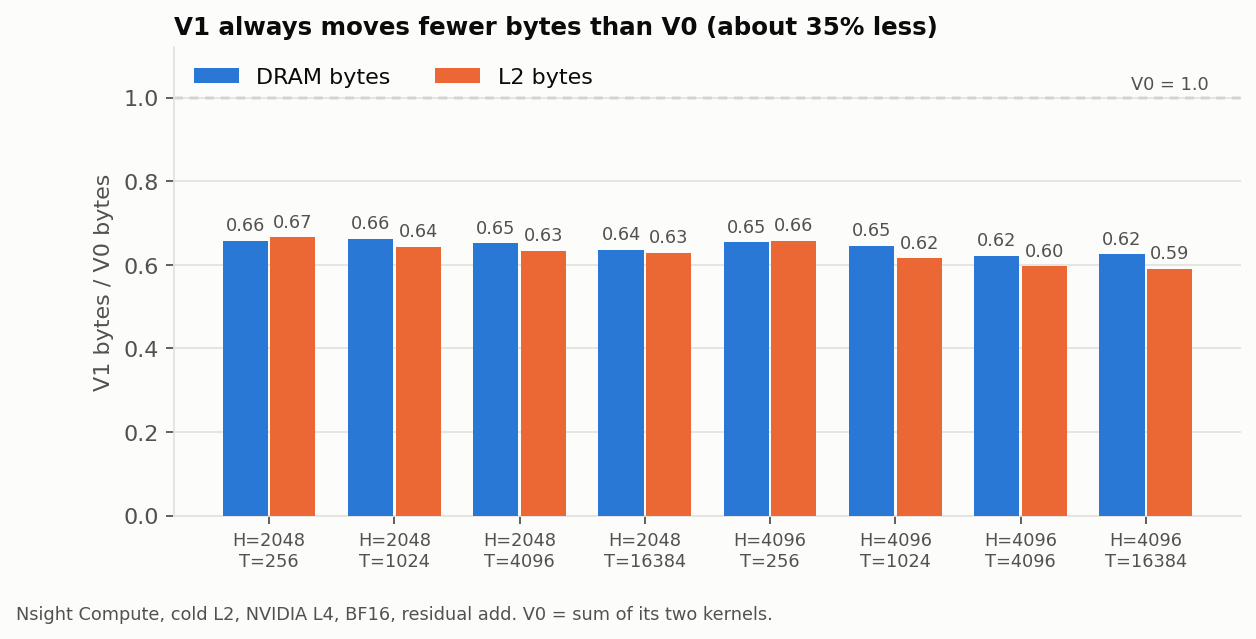 V1 always moves fewer bytes than V0 (about 35% less)
DRAM bytes L2 bytes
V0 = 1.0
V1 bytes / V0 bytes
1.0
0.8
0.6
0.4
0.2
0.0
0.66 0.67 0.66 0.64 0.65 0.63 0.64 0.63 0.65 0.66 0.65 0.62 0.62 0.60 0.62 0.59
H=2048 H=2048 H=2048 H=2048 H=4096 H=4096 H=4096 H=4096
T=256 T=1024 T=4096 T=16384 T=256 T=1024 T=4096 T=16384
Nsight Compute, cold L2, NVIDIA L4, BF16, residual add. V0 = sum of its two kernels.